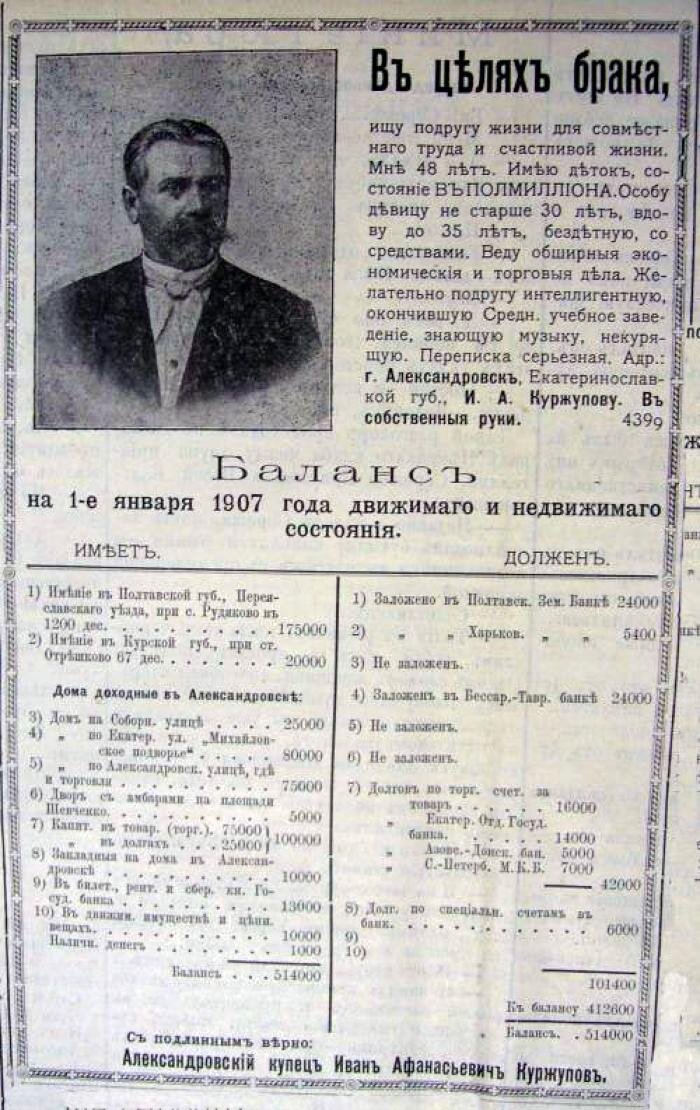 Въ цѣляхъ брака,
ищу подругу жизни для совмѣст-
наго труда и счастливой жизни.
Мнѣ 48 лѣтъ. Имѣю дѣтокъ, со-
стояніе ВЪ ПОЛМИЛЛІОНА. Особу
дѣвицу не старше 30 лѣтъ, вдо-
ву до 35 лѣтъ, бездѣтную, со
средствами. Веду обширныя эко-
номическія и торговыя дѣла. Же-
лательно подругу интеллигентную,
окончившую Средн. учебное заве-
деніе, знающую музыку, некуря-
щую. Переписка серьезная. Адр.:
г. Александровск, Екатеринослав-
кой губ., И. А. Куржупову. Въ
собственныя руки. 4399
Балансъ
на 1-е января 1907 года движимаго и недвижимаго
состоянія.
ИМѢЕТЪ.
1) Имѣніе въ Полтавской губ., Перея-
славскаго уѣзда, при с. Рудяково въ
1200 дес. . . . . . . . . . . 175000
2) Имѣніе въ Курской губ., при ст.
Отрѣшково 67 дес. . . . . . . . 20000
Дома доходные въ Александровскѣ:
3) Домъ на Соборн. улицѣ . . . . 25000
4) „ по Екатер. ул. „Михайлов-
ское подворье“ . . . . . . 80000
5) „ по Александровск. улицѣ, гдѣ
и торговли . . . . . . . . 75000
6) Дворъ съ амбарами на площади
Шевченко. . . . . . . . . . 5000
7) Капит. въ товар. (торг.). 75000
„ въ долгахъ . . . 25000 } 100000
8) Закладныя на дома въ Алексан-
дровскѣ . . . . . . . . . . 10000
9) Въ билет., рент. и сбер. кн. Го-
суд. банка . . . . . . . . . 13000
10) Въ движим. имуществѣ и цѣнн.
вещахъ. . . . . . . . . . . 10000
Наличн. денегъ . . . . . . . . 1000
Балансъ . . . 514000
ДОЛЖЕНЪ.
1) Заложено въ Полтавск. Зем. Банкѣ 24000
2) „ „ Харьков. „ „ 5400
3) Не заложен.
4) Заложен въ Бессар.-Тавр. банкѣ 24000
5) Не заложен.
6) Не заложен.
7) Долговъ по торг. счет. за
товаръ . . . . . . 16000
„ Екатер. Отд. Госуд.
банка. . . . . . 14000
„ Азовс.-Донск. бан. 5000
„ С.-Петерб. М.К.Б. 7000
42000
8) Долг. по спеціальн. счетамъ въ
банк. . . . . . . . . . . . . 6000
9)
10)
101400
Къ балансу 412600
Балансъ. . 514000
Съ подлиннымъ вѣрно:
Александровскій купецъ Иванъ Афанасьевичъ Куржуповъ.